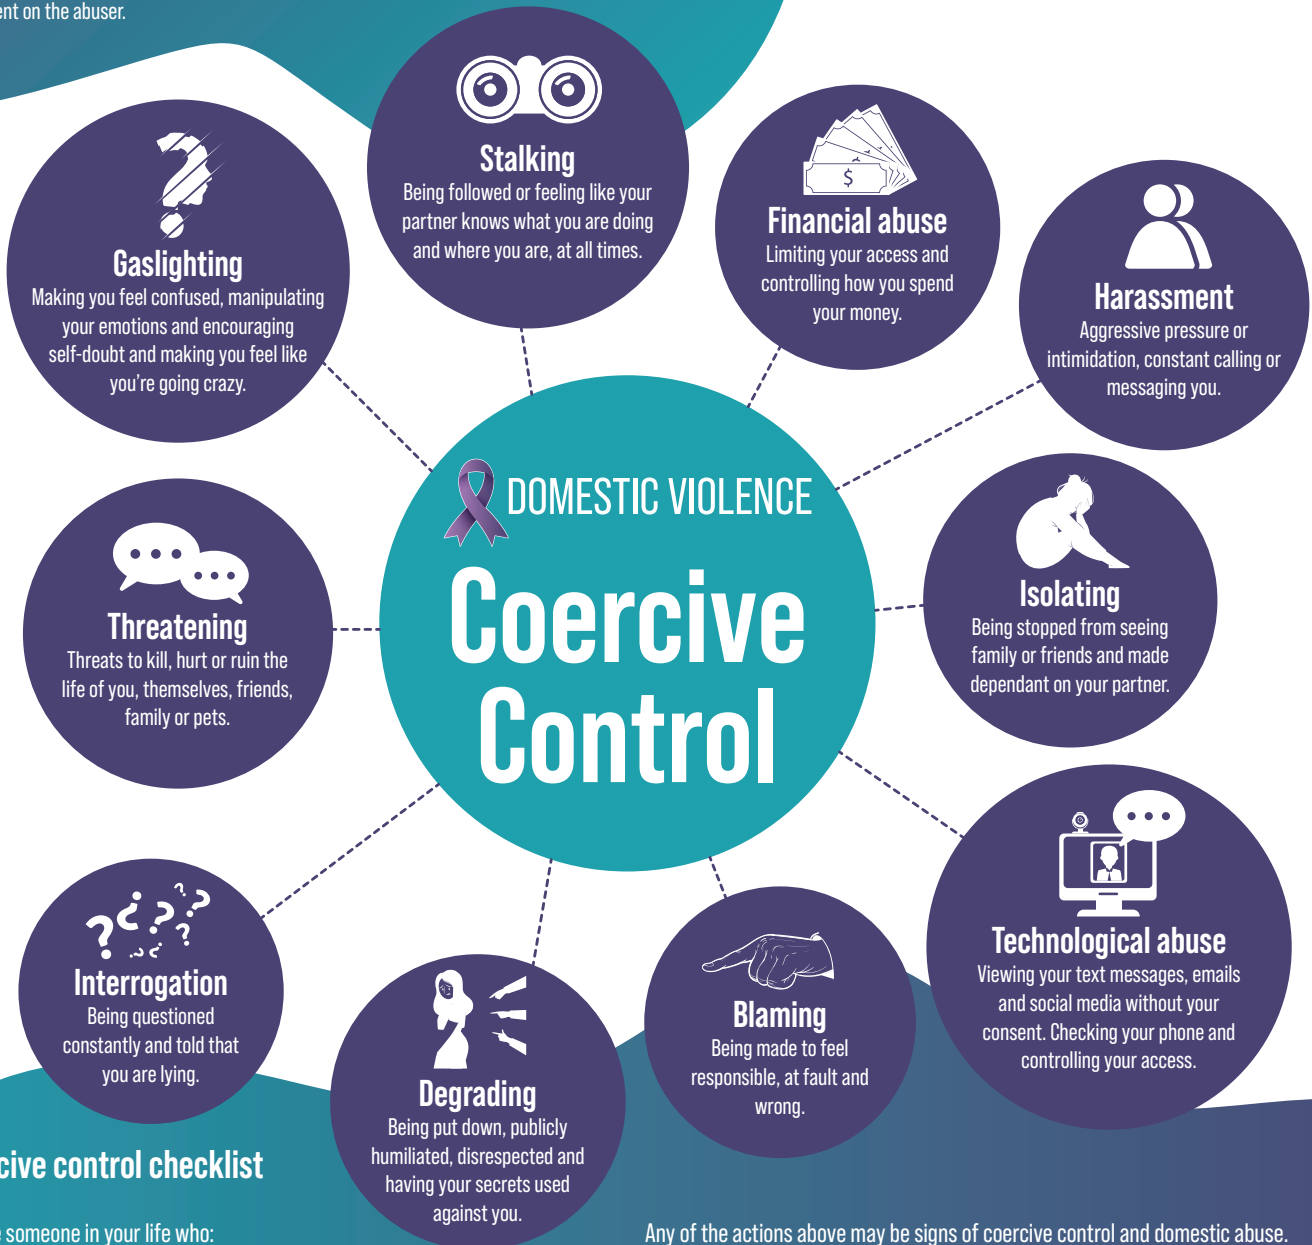 ent on the abuser.
Stalking
Being followed or feeling like your
partner knows what you are doing
and where you are, at all times.
Financial abuse
Limiting your access and
controlling how you spend
your money.
$
Gaslighting
Making you feel confused, manipulating
your emotions and encouraging
self-doubt and making you feel like
you're going crazy.
Harassment
Aggressive pressure or
intimidation, constant calling or
messaging you.
DOMESTIC VIOLENCE
Coercive
Control
Threatening
Threats to kill, hurt or ruin the
life of you, themselves, friends,
family or pets.
Isolating
Being stopped from seeing
family or friends and made
dependant on your partner.
Interrogation
Being questioned
constantly and told that
you are lying.
Degrading
Being put down, publicly
humiliated, disrespected and
having your secrets used
against you.
Blaming
Being made to feel
responsible, at fault and
wrong.
Technological abuse
Viewing your text messages, emails
and social media without your
consent. Checking your phone and
controlling your access.
cive control checklist
e someone in your life who:
Any of the actions above may be signs of coercive control and domestic abuse.